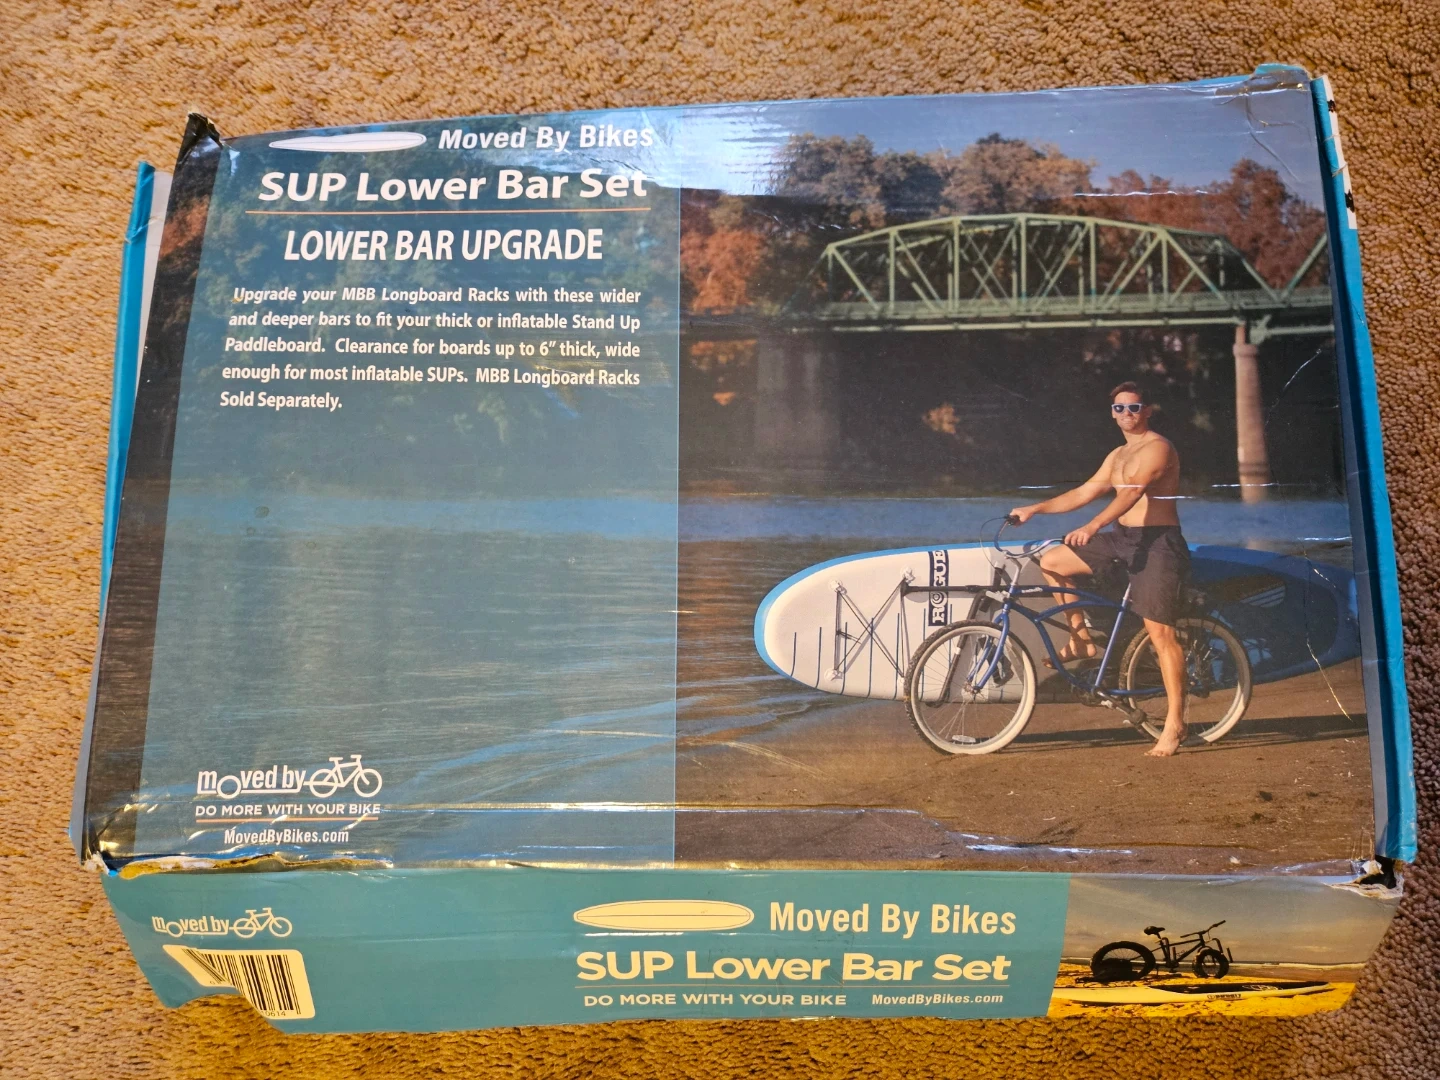 Moved By Bikes
SUP Lower Bar Set
LOWER BAR UPGRADE
Upgrade your MBB Longboard Racks with these wider
and deeper bars to fit your thick or inflatable Stand Up
Paddleboard. Clearance for boards up to 6” thick, wide
enough for most inflatable SUPs. MBB Longboard Racks
Sold Separately.
ROGUE
moved by
DO MORE WITH YOUR BIKE
MovedByBikes.com
moved by
Moved By Bikes
SUP Lower Bar Set
DO MORE WITH YOUR BIKE MovedByBikes.com